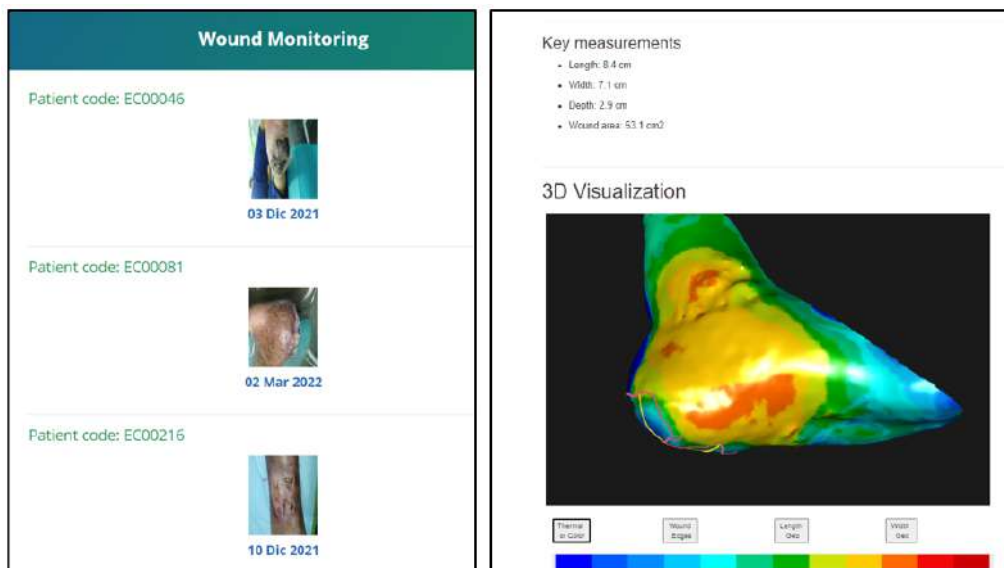 Wound Monitoring
Patient code: EC00046
03 Dic 2021
Patient code: EC00081
02 Mar 2022
Patient code: EC00216
10 Dic 2021
Key measurements
Length: 8.4 cm
Width: 7.1 cm
Depth: 2.9 cm
Wound area: 53.1 cm2
3D Visualization
Thermal
or Color
Wound
Edges
Length
Geo
Width
Geo